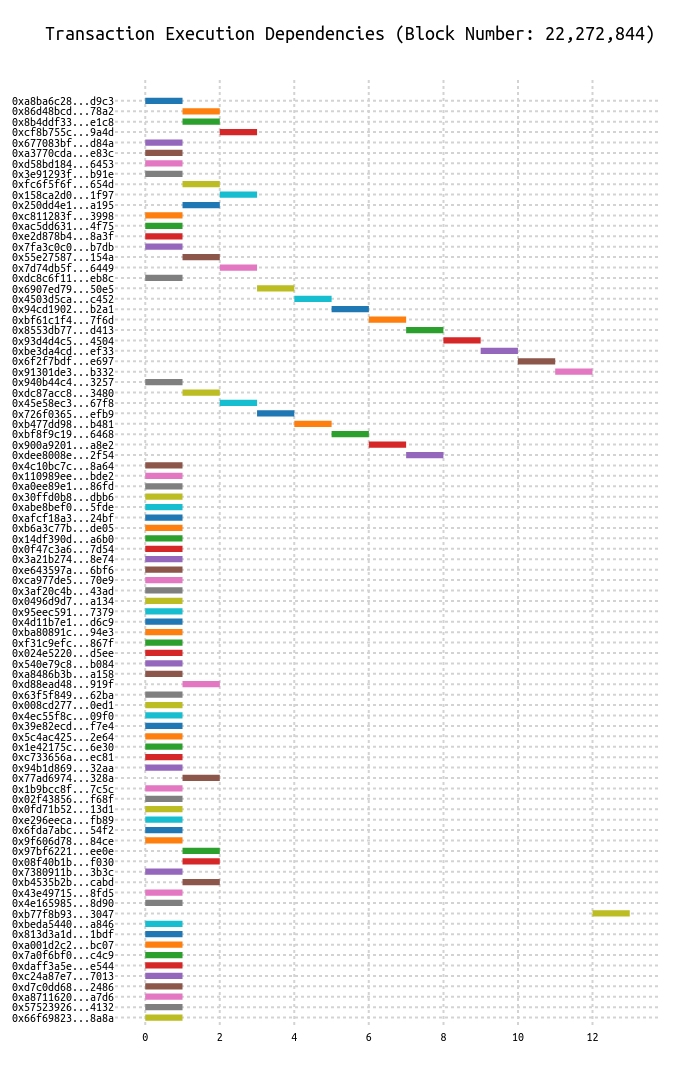 Transaction Execution Dependencies (Block Number: 22,272,844)
0xa8ba6c28...d9c3
0x86d48bcd...78a2
0x8b4ddf33...e1c8
0xcf8b755c...9a4d
0x677083bf...d84a
0xa3770cda...e83c
0xd58bd184...6453
0x3e91293f...b91e
0xfc6f5f6f...654d
0x158ca2d0...1f97
0x250dd4e1...a195
0xc811283f...3998
0xac5dd631...4f75
0xe2d878b4...8a3f
0x7fa3c0c0...b7db
0x55e27587...154a
0x7d74db5f...6449
0xdc8c6f11...eb8c
0x6907ed79...50e5
0x4503d5ca...c452
0x94cd1902...b2a1
0xbf61c1f4...7f6d
0x8553db77...d413
0x93d4d4c5...4504
0xbe3da4cd...ef33
0x6f2f7bdf...e697
0x91301de3...b332
0x940b44c4...3257
0xdc87acc8...3480
0x45e58ec3...67f8
0x726f0365...efb9
0xb477dd98...b481
0xbf8f9c19...6468
0x900a9201...a8e2
0xdee8008e...2f54
0x4c10bc7c...8a64
0x110989ee...bde2
0xa0ee89e1...86fd
0x30ffd0b8...dbb6
0xabe8bef0...5fde
0xafcf18a3...24bf
0xb6a3c77b...de05
0x14df390d...a6b0
0x0f47c3a6...7d54
0x3a21b274...8e74
0xe643597a...6bf6
0xca977de5...70e9
0x3af20c4b...43ad
0x0496d9d7...a134
0x95eec591...7379
0x4d11b7e1...d6c9
0xba80891c...94e3
0xf31c9efc...867f
0x024e5220...d5ee
0x540e79c8...b084
0xa8486b3b...a158
0xd88ead48...919f
0x63f5f849...62ba
0x008cd277...0ed1
0x4ec55f8c...09f0
0x39e82ecd...f7e4
0x5c4ac425...2e64
0x1e42175c...6e30
0xc733656a...ec81
0x94b1d869...32aa
0x77ad6974...328a
0x1b9bcc8f...7c5c
0x02f43856...f68f
0x0fd71b52...13d1
0xe296eeca...fb89
0x6fda7abc...54f2
0x9f606d78...84ce
0x97bf6221...ee0e
0x08f40b1b...f030
0x7380911b...3b3c
0xb4535b2b...cabd
0x43e49715...8fd5
0x4e165985...8d90
0xb77f8b93...3047
0xbeda5440...a846
0x813d3a1d...1bdf
0xa001d2c2...bc07
0x7a0f6bf0...c4c9
0xdaff3a5e...e544
0xc24a87e7...7013
0xd7c0dd68...2486
0xa8711620...a7d6
0x57523926...4132
0x66f69823...8a8a
0 2 4 6 8 10 12